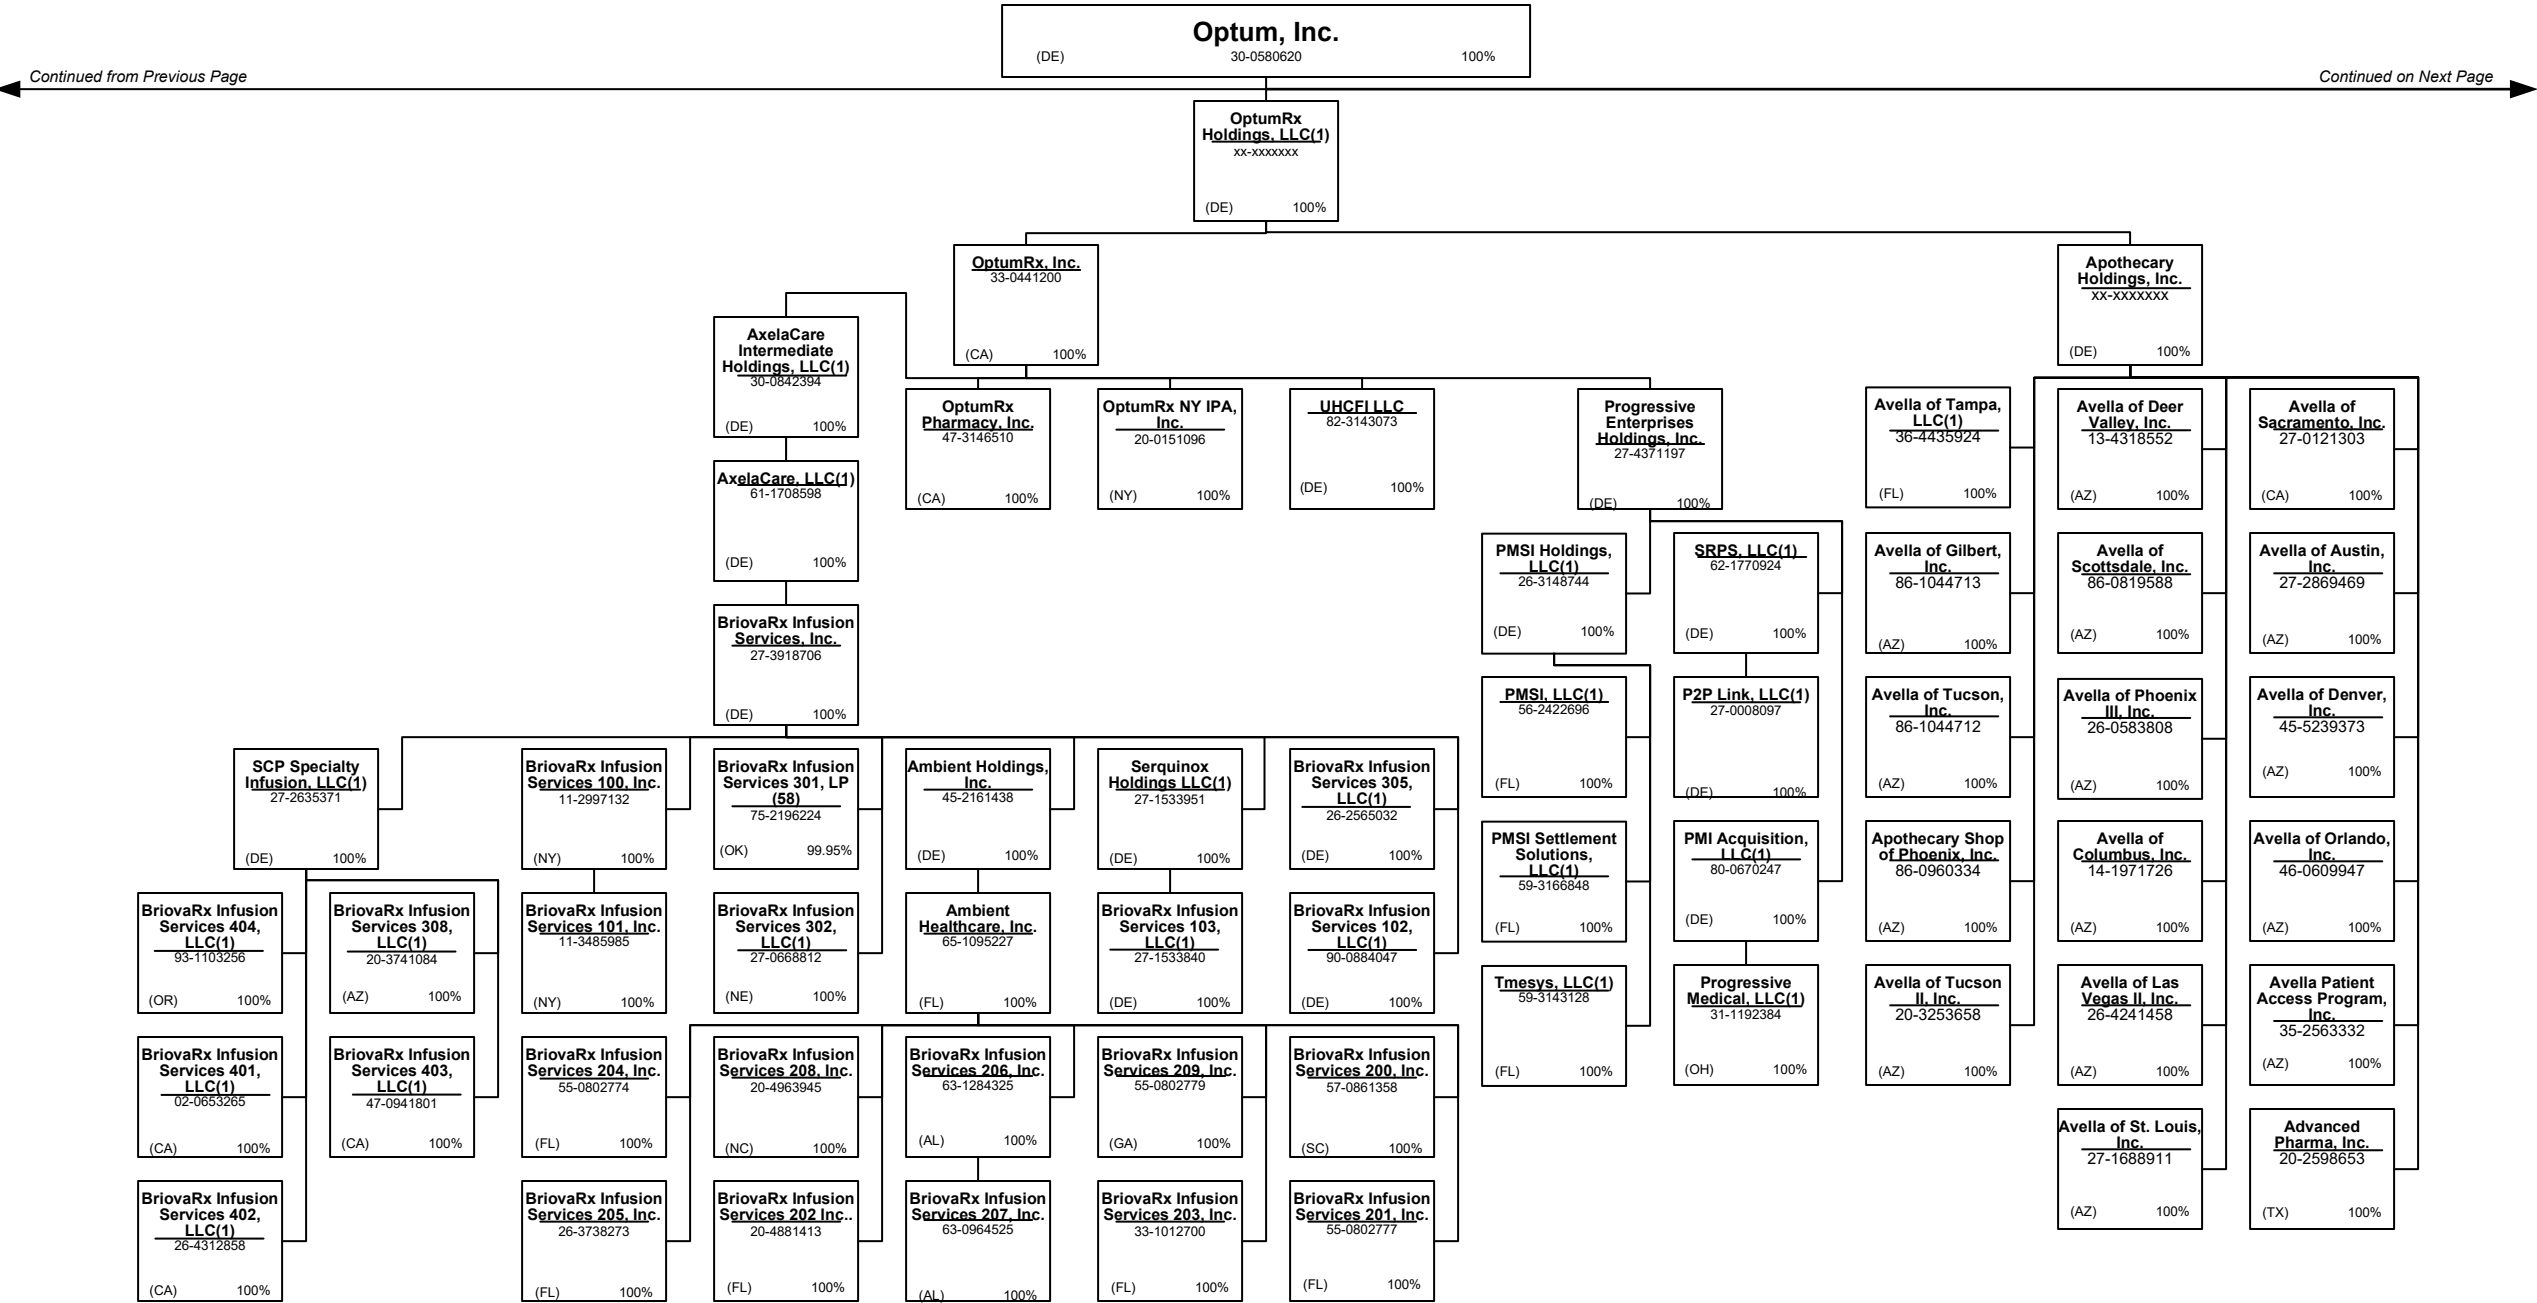 Optum, Inc.
(DE) 30-0580620 100%
Continued from Previous Page
Continued on Next Page
OptumRx
Holdings, LLC(1)
xx-xxxxxxx
(DE) 100%
OptumRx, Inc.
33-0441200
(CA) 100%
Apothecary
Holdings, Inc.
xx-xxxxxxx
(DE) 100%
AxelaCare
Intermediate
Holdings, LLC(1)
30-0842394
(DE) 100%
OptumRx
Pharmacy, Inc.
47-3146510
(CA) 100%
OptumRx NY IPA,
Inc.
20-0151096
(NY) 100%
UHCFI LLC
82-3143073
(DE) 100%
Progressive
Enterprises
Holdings, Inc.
27-4371197
(DE) 100%
Avella of Tampa,
LLC(1)
36-4435924
(FL) 100%
Avella of Deer
Valley, Inc.
13-4318552
(AZ) 100%
Avella of
Sacramento, Inc.
27-0121303
(CA) 100%
AxelaCare, LLC(1)
61-1708598
(DE) 100%
PMSI Holdings,
LLC(1)
26-3148744
(DE) 100%
SRPS, LLC(1)
62-1770924
(DE) 100%
Avella of Gilbert,
Inc.
86-1044713
(AZ) 100%
Avella of
Scottsdale, Inc.
86-0819588
(AZ) 100%
Avella of Austin,
Inc.
27-2869469
(AZ) 100%
BriovaRx Infusion
Services, Inc.
27-3918706
(DE) 100%
PMSI, LLC(1)
56-2422696
(FL) 100%
P2P Link, LLC(1)
27-0008097
(DE) 100%
Avella of Tucson,
Inc.
86-1044712
(AZ) 100%
Avella of Phoenix
III, Inc.
26-0583808
(AZ) 100%
Avella of Denver,
Inc.
45-5239373
(AZ) 100%
SCP Specialty
Infusion, LLC(1)
27-2635371
(DE) 100%
BriovaRx Infusion
Services 100, Inc.
11-2997132
(NY) 100%
BriovaRx Infusion
Services 301, LP
(58)
75-2196224
(OK) 99.95%
Ambient Holdings,
Inc.
45-2161438
(DE) 100%
Serquinox
Holdings LLC(1)
27-1533951
(DE) 100%
BriovaRx Infusion
Services 305,
LLC(1)
26-2565032
(DE) 100%
PMSI Settlement
Solutions,
LLC(1)
59-3166848
(FL) 100%
PMI Acquisition,
LLC(1)
80-0670247
(DE) 100%
Apothecary Shop
of Phoenix, Inc.
86-0960334
(AZ) 100%
Avella of
Columbus, Inc.
14-1971726
(AZ) 100%
Avella of Orlando,
Inc.
46-0609947
(AZ) 100%
BriovaRx Infusion
Services 404,
LLC(1)
93-1103256
(OR) 100%
BriovaRx Infusion
Services 308,
LLC(1)
20-3741084
(AZ) 100%
BriovaRx Infusion
Services 101, Inc.
11-3485985
(NY) 100%
BriovaRx Infusion
Services 302,
LLC(1)
27-0668812
(NE) 100%
Ambient
Healthcare, Inc.
65-1095227
(FL) 100%
BriovaRx Infusion
Services 103,
LLC(1)
27-1533840
(DE) 100%
BriovaRx Infusion
Services 102,
LLC(1)
90-0884047
(DE) 100%
Tmesys, LLC(1)
59-3143128
(FL) 100%
Progressive
Medical, LLC(1)
31-1192384
(OH) 100%
Avella of Tucson
II, Inc.
20-3253658
(AZ) 100%
Avella of Las
Vegas II, Inc.
26-4241458
(AZ) 100%
Avella Patient
Access Program,
Inc.
35-2563332
(AZ) 100%
BriovaRx Infusion
Services 401,
LLC(1)
02-0653265
(CA) 100%
BriovaRx Infusion
Services 403,
LLC(1)
47-0941801
(CA) 100%
BriovaRx Infusion
Services 204, Inc.
55-0802774
(FL) 100%
BriovaRx Infusion
Services 208, Inc.
20-4963945
(NC) 100%
BriovaRx Infusion
Services 206, Inc.
63-1284325
(AL) 100%
BriovaRx Infusion
Services 209, Inc.
55-0802779
(GA) 100%
BriovaRx Infusion
Services 200, Inc.
57-0861358
(SC) 100%
Avella of St. Louis,
Inc.
27-1688911
(AZ) 100%
Advanced
Pharma, Inc.
20-2598653
(TX) 100%
BriovaRx Infusion
Services 402,
LLC(1)
26-4312858
(CA) 100%
BriovaRx Infusion
Services 205, Inc.
26-3738273
(FL) 100%
BriovaRx Infusion
Services 202 Inc..
20-4881413
(FL) 100%
BriovaRx Infusion
Services 207, Inc.
63-0964525
(AL) 100%
BriovaRx Infusion
Services 203, Inc.
33-1012700
(FL) 100%
BriovaRx Infusion
Services 201, Inc.
55-0802777
(FL) 100%